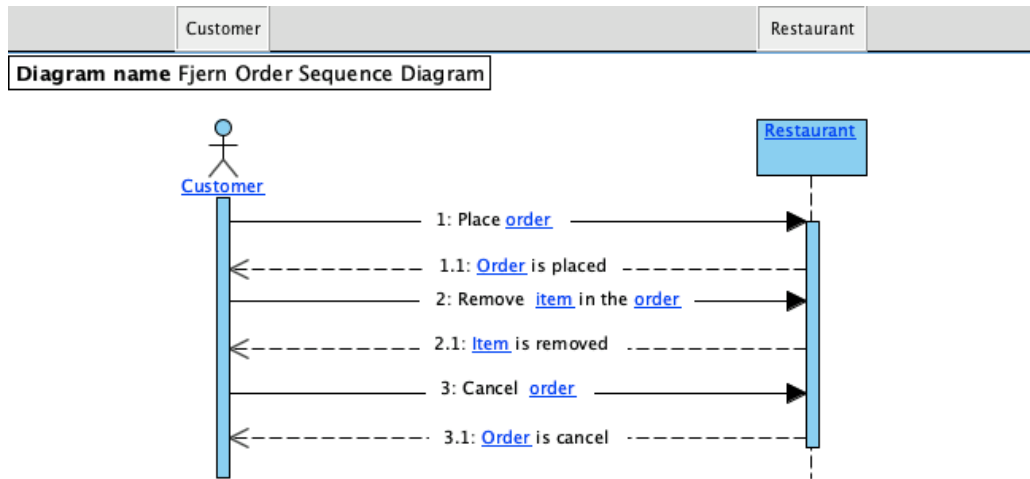 Customer
Restaurant
Diagram name Fjern Order Sequence Diagram
Customer
Restaurant
1: Place order
1.1: Order is placed
2: Remove item in the order
2.1: Item is removed
3: Cancel order
3.1: Order is cancel